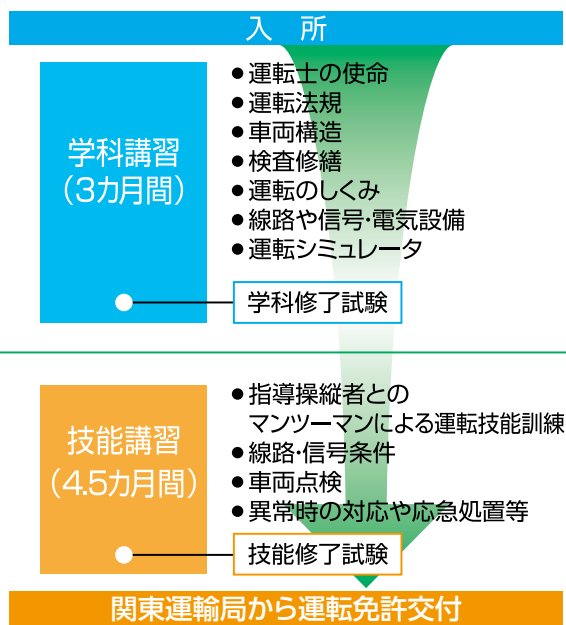 入 所
学科講習
（3カ月間）
●運転士の使命
●運転法規
●車両構造
●検査修繕
●運転のしくみ
●線路や信号・電気設備
●運転シミュレータ
学科修了試験
技能講習
（4.5カ月間）
●指導操縦者との
マンツーマンによる運転技能訓練
●線路・信号条件
●車両点検
●異常時の対応や応急処置等
技能修了試験
関東運輸局から運転免許交付